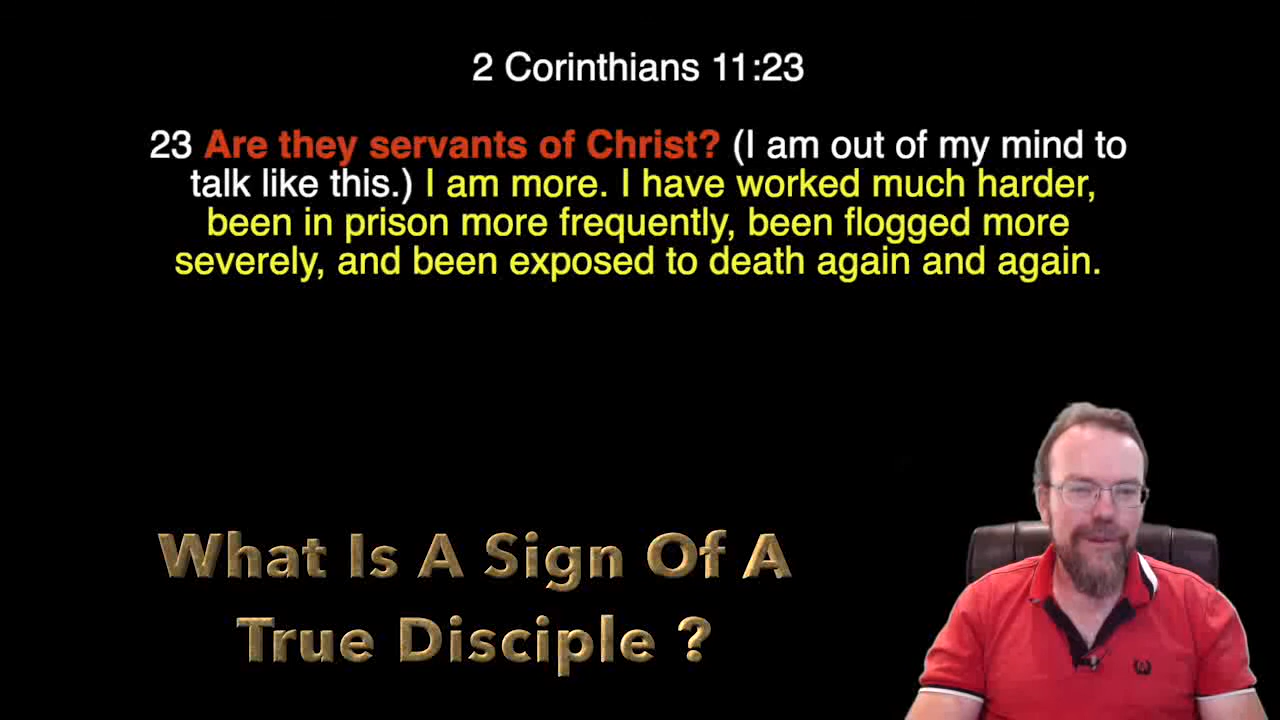 2 Corinthians 11:23
23 Are they servants of Christ? (I am out of my mind to
talk like this.) I am more. I have worked much harder,
been in prison more frequently, been flogged more
severely, and been exposed to death again and again.
What Is A Sign Of A
True Disciple ?